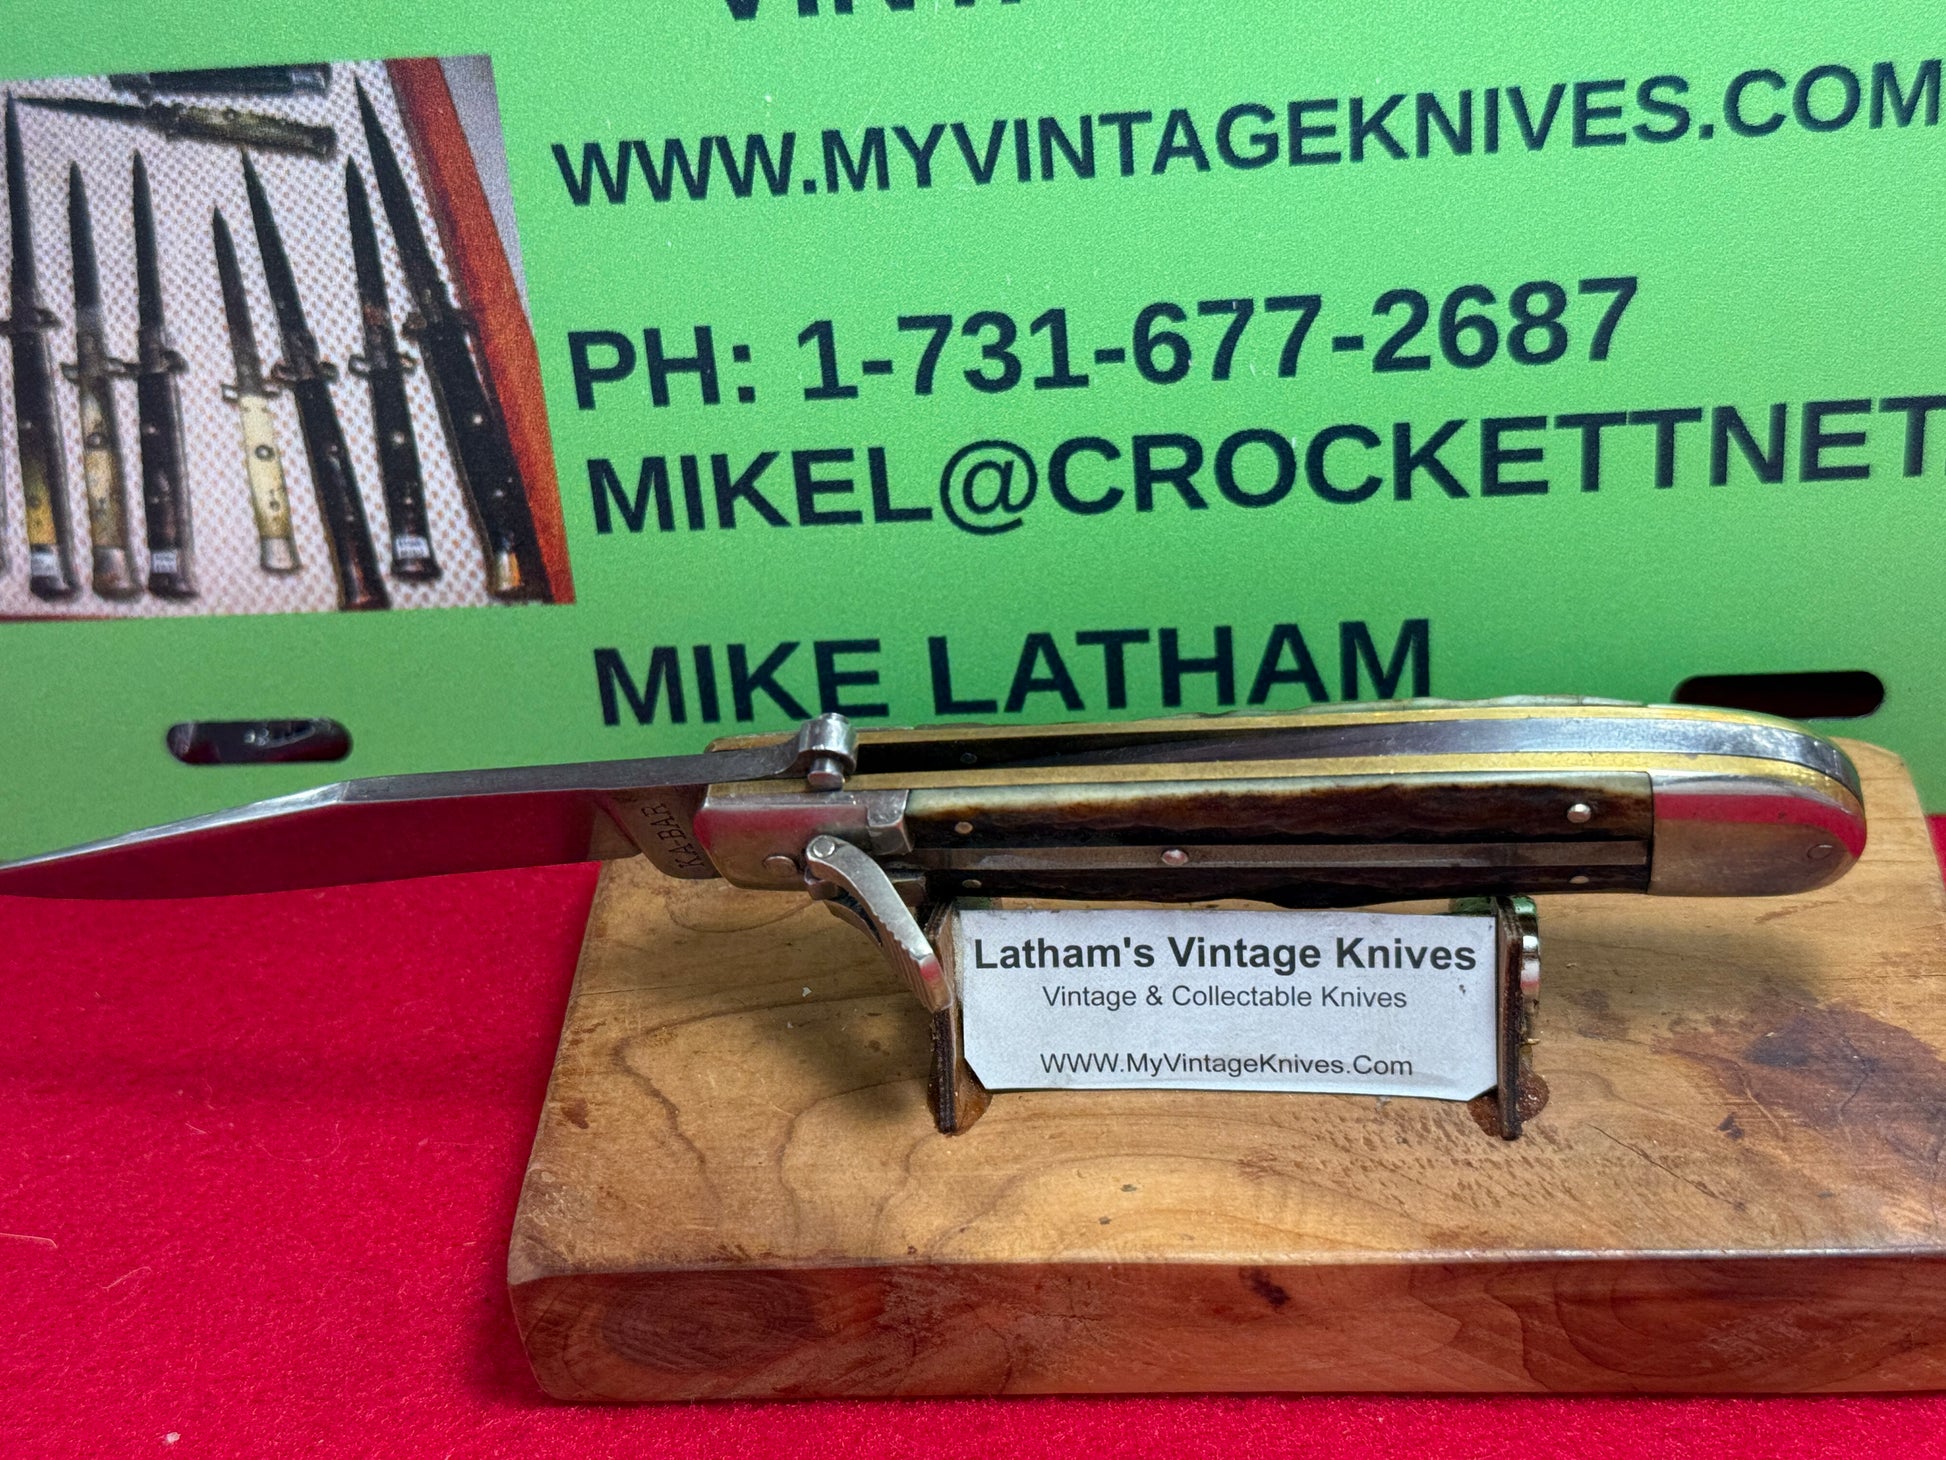 WWW.MYVINTAGEKNIVES.COM
PH: 1-731-677-2687
MIKEL@CROCKETTNET
MIKE LATHAM
KA-BAR
Latham's Vintage Knives
Vintage & Collectable Knives
WWW.MyVintageKnives.Com